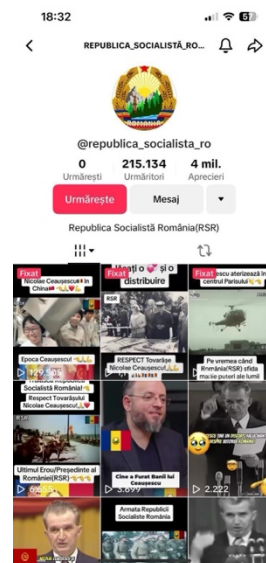 18:32
REPUBLICA_SOCIALISTĂ_RO...
ROMÂNIA
@republica_socialista_ro
0
215.134
4 mil.
Urmărești
Urmăritori
Aprecieri
Urmărește
Mesaj
Republica Socialistă România(RSR)
Fixat
Nicolae Ceaușescu în
China
Epoca Ceaușescu!
Fixat
și o
distribuire
RSR
RESPECT Tovarășe
Nicolae Ceaușescu!
Fixat
escu aterizează în
centrul Parisului
Pe vremea când
România(RSR) sfida
marile puteri ale lumii
Socialistă România!
Respect Tovarășul
Nicolae Ceaușescu!
Ultimul Erou/Președinte al
României(RSR)
Cine a Furat Banii lui
Ceaușescu
3.699
2.222
Armata Republicii
Socialiste România